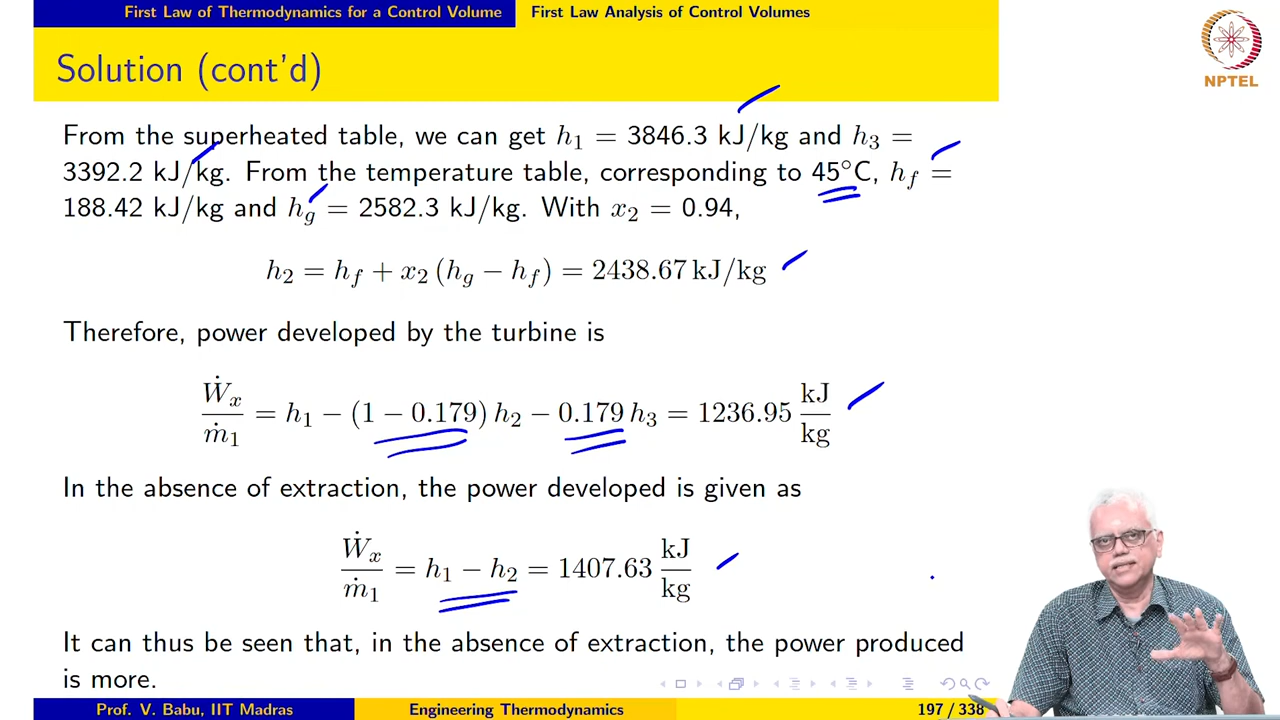 First Law of Thermodynamics for a Control Volume First Law Analysis of Control Volumes
Solution (cont'd)
NPTEL
From the superheated table, we can get h₁ = 3846.3 kJ/kg and h₃ =
3392.2 kJ/kg. From the temperature table, corresponding to 45°C, h_f =
188.42 kJ/kg and h_g = 2582.3 kJ/kg. With x₂ = 0.94,
h₂ = h_f + x₂ (h_g − h_f) = 2438.67 kJ/kg
Therefore, power developed by the turbine is
Ẇₓ/ṁ₁ = h₁ − (1 − 0.179) h₂ − 0.179 h₃ = 1236.95 kJ/kg
In the absence of extraction, the power developed is given as
Ẇₓ/ṁ₁ = h₁ − h₂ = 1407.63 kJ/kg
It can thus be seen that, in the absence of extraction, the power produced
is more.
Prof. V. Babu, IIT Madras Engineering Thermodynamics 197 / 338